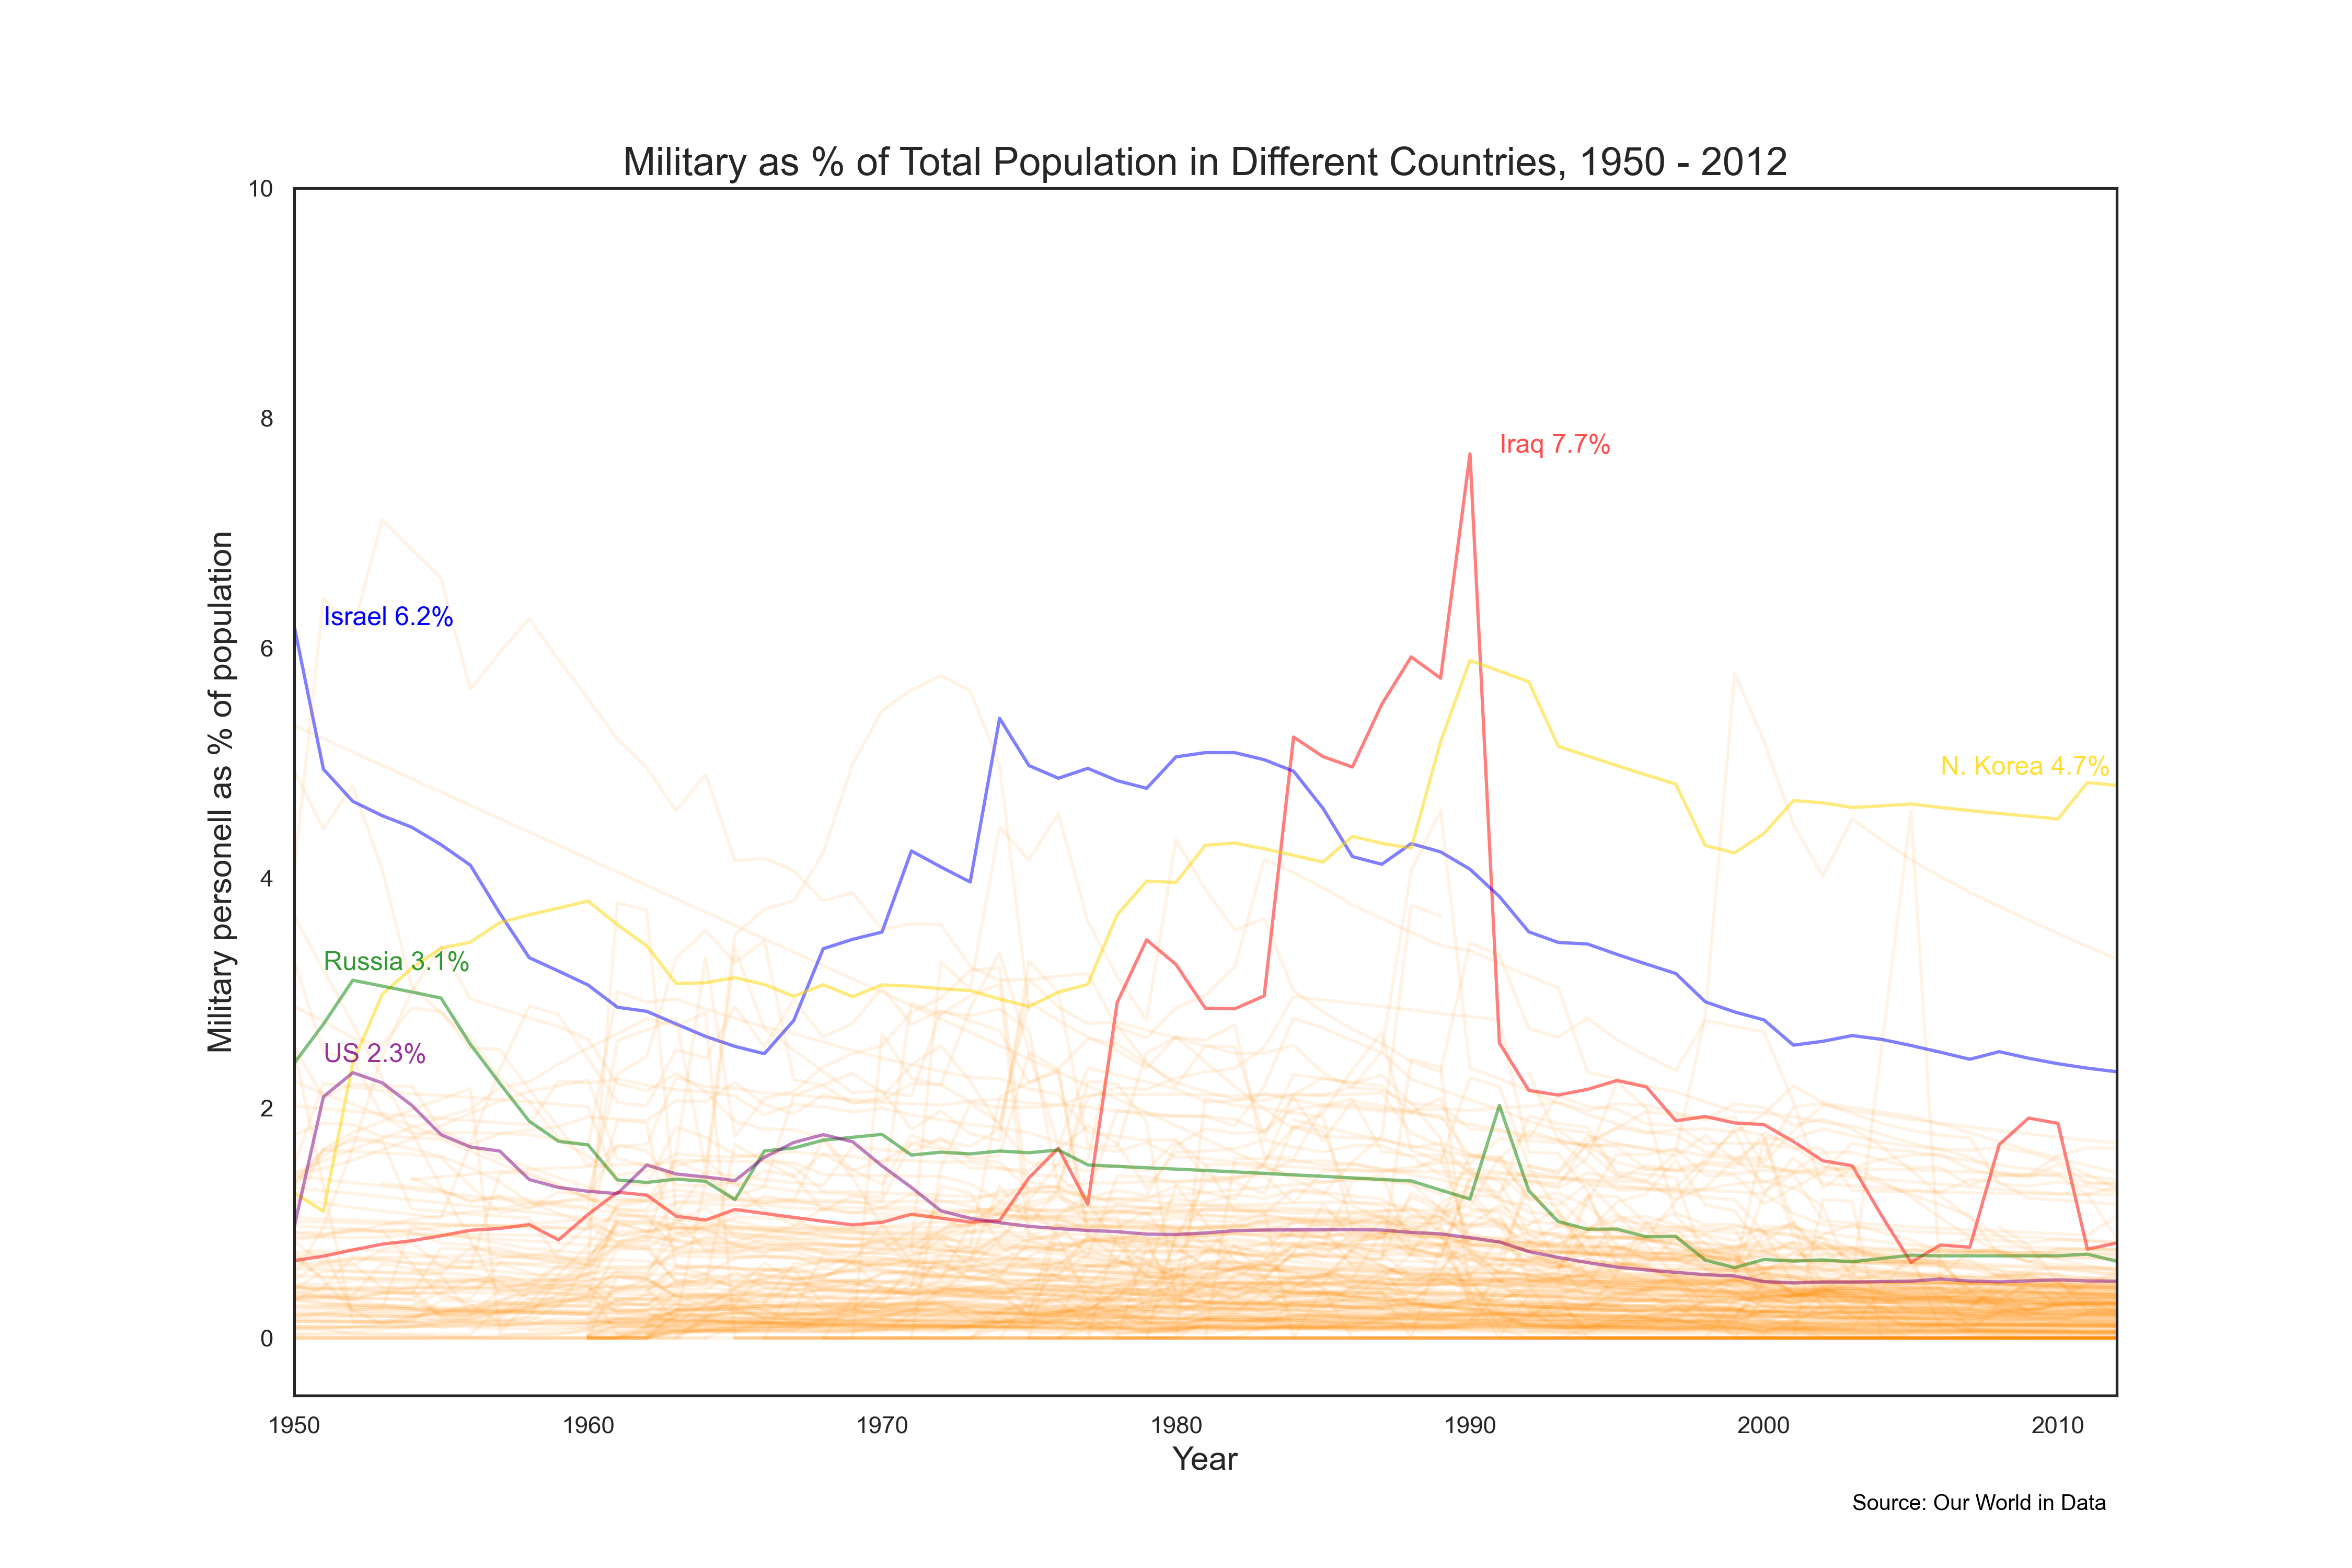 Military as % of Total Population in Different Countries, 1950 - 2012
10
8
6
4
2
0
Military personell as % of population
Iraq 7.7%
Israel 6.2%
N. Korea 4.7%
Russia 3.1%
US 2.3%
1950 1960 1970 1980 1990 2000 2010
Year
Source: Our World in Data